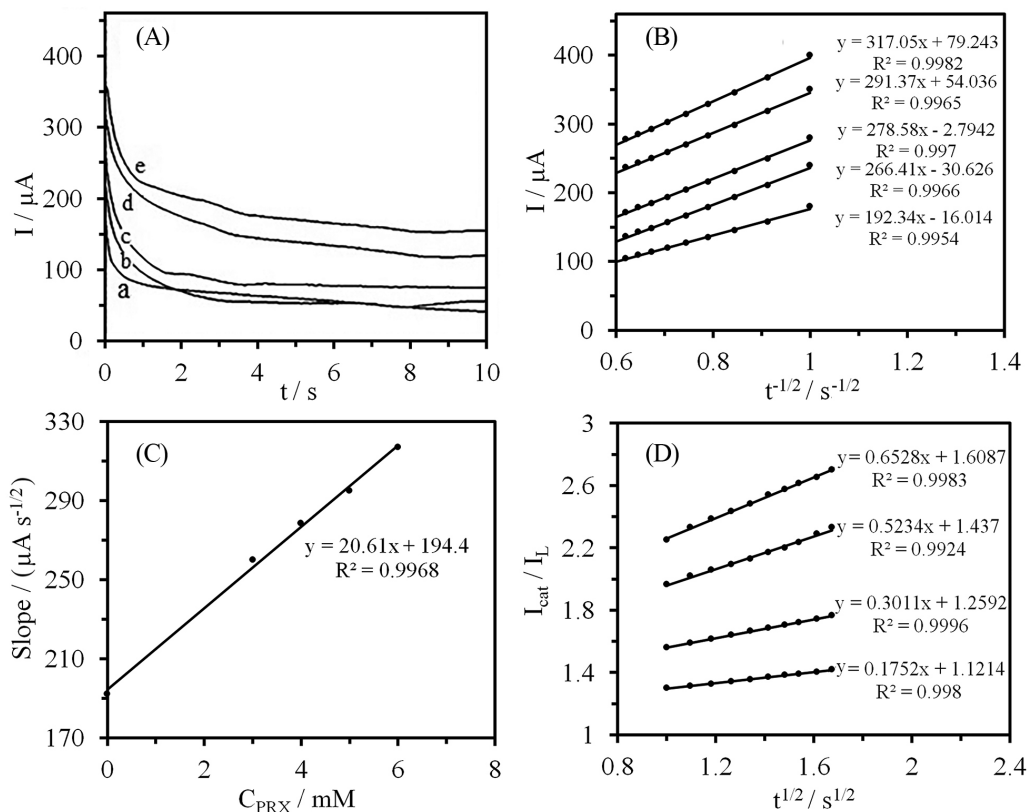 (A)
400
300
200
100
0
I / µA
e
d
c
b
a
0 2 4 6 8 10
t / s
(B)
y = 317.05x + 79.243
R² = 0.9982
y = 291.37x + 54.036
R² = 0.9965
y = 278.58x - 2.7942
R² = 0.997
y = 266.41x - 30.626
R² = 0.9966
y = 192.34x - 16.014
R² = 0.9954
400
300
200
100
0
I / µA
0.6 0.8 1 1.2 1.4
t⁻¹/² / s⁻¹/²
(C)
330
290
250
210
170
Slope / (µA s⁻¹/²)
y = 20.61x + 194.4
R² = 0.9968
0 2 4 6 8
C_PRX / mM
(D)
3
2.6
2.2
1.8
1.4
1
I_cat / I_L
y = 0.6528x + 1.6087
R² = 0.9983
y = 0.5234x + 1.437
R² = 0.9924
y = 0.3011x + 1.2592
R² = 0.9996
y = 0.1752x + 1.1214
R² = 0.998
0.8 1.2 1.6 2 2.4
t¹/² / s¹/²